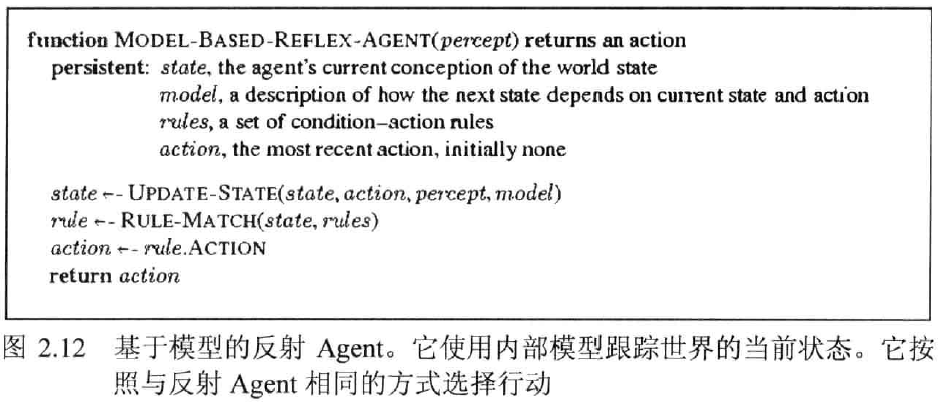 function MODEL-BASED-REFLEX-AGENT(percept) returns an action
persistent: state, the agent's current conception of the world state
model, a description of how the next state depends on current state and action
rules, a set of condition–action rules
action, the most recent action, initially none
state ← UPDATE-STATE(state, action, percept, model)
rule ← RULE-MATCH(state, rules)
action ← rule.ACTION
return action
图 2.12 基于模型的反射 Agent。它使用内部模型跟踪世界的当前状态。它按
照与反射 Agent 相同的方式选择行动